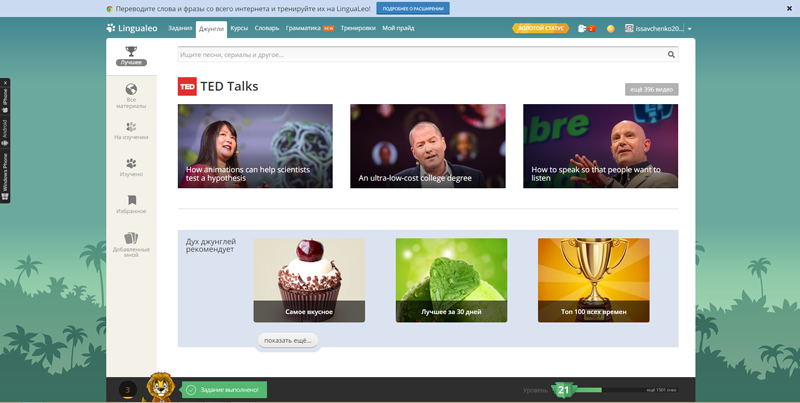 Переводите слова и фразы со всего интернета и тренируйте их на LinguaLeo!
ПОДРОБНЕЕ О РАСШИРЕНИИ
Lingualeo
Задания
Джунгли
Курсы
Словарь
Грамматика NEW
Тренировки
Мой прайд
ЗОЛОТОЙ СТАТУС
2
issavchenko20...
Лучшее
Ищите песни, сериалы и другое...
TED TED Talks
ещё 396 видео
iPhone
Android
Windows Phone
Все
материалы
На изучении
Изучено
Избранное
Добавленные
мной
How animations can help scientists
test a hypothesis
An ultra-low-cost college degree
How to speak so that people want to
listen
Дух джунглей
рекомендует
Самое вкусное
Лучшее за 30 дней
Топ 100 всех времен
показать ещё...
3
Задание выполнено!
Уровень
21
ещё 1501 очко